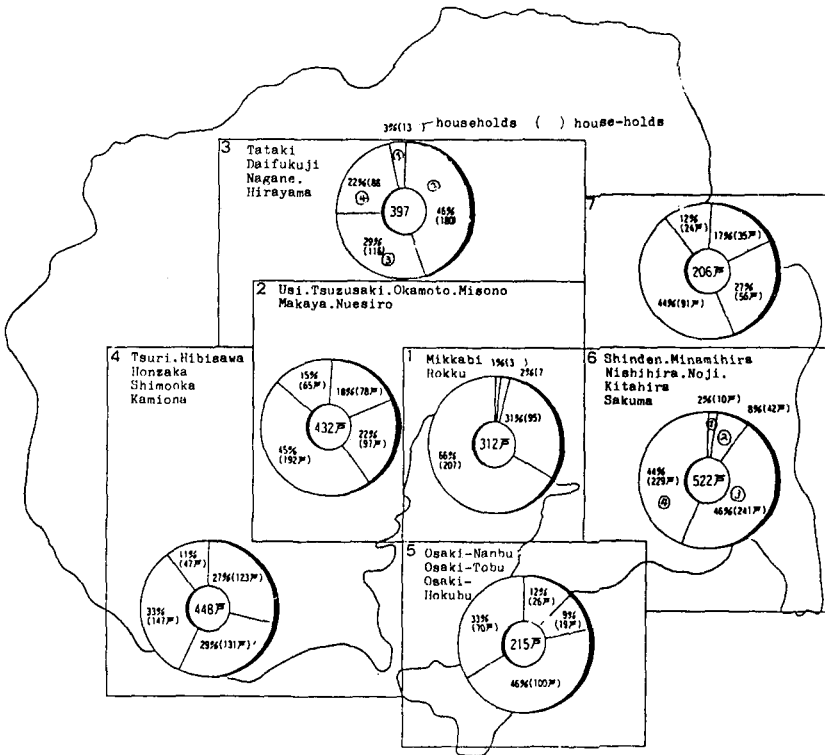 3%(13 households ( ) house-holds
3 Tataki
Daifukuji
Nagane.
Hirayama
①
②
22%(88
④
397
46%
(180)
29%
(116)
③
7
12%
(24戸)
17%(35戸)
206戸
27%
(56戸)
44%(91戸)
2 Usi.Tsuzusaki.Okamoto.Misono
Makaya.Nuesiro
15%
(65戸)
18%(78戸)
432戸
22%
(97戸)
45%
(192戸)
1 Mikkabi
Rokku
1%(3 )
2%(7
31%(95)
312戸
66%
(207)
6 Shinden.Minamihira
Nishihira.Noji.
Kitahira
Sakuma
2%(10戸)
8%(42戸)
①
②
44%
(229戸)
522戸
④
③
46%(241戸)
4 Tsuri.Hibisawa
Honzaka
Shimooka
Kamiona
11%
(47戸)
27%(123戸)
33%
(147戸)
448戸
29%(131戸)
5 Osaki-Nanbu
Osaki-Tobu
Osaki-
Hokubu
12%
(26戸)
9%
(19戸)
33%
(70戸)
215戸
46%(100戸)